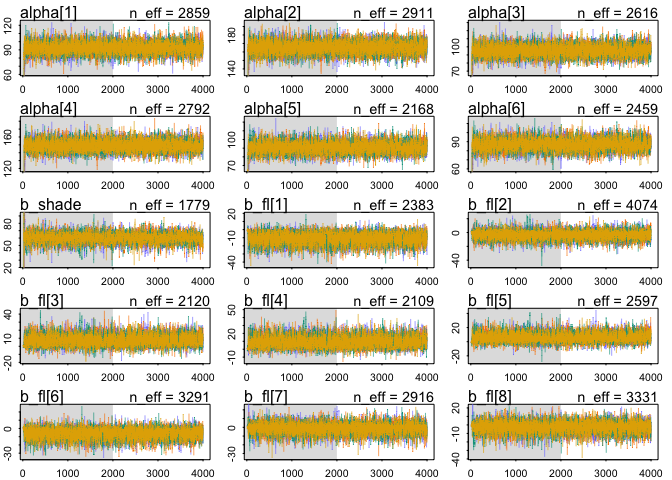 alpha[1] n_eff = 2859 alpha[2] n_eff = 2911 alpha[3] n_eff = 2616
60 90 120 140 180 70 100
0 1000 2000 3000 4000 0 1000 2000 3000 4000 0 1000 2000 3000 4000
alpha[4] n_eff = 2792 alpha[5] n_eff = 2168 alpha[6] n_eff = 2459
120 160 70 100 60 90
0 1000 2000 3000 4000 0 1000 2000 3000 4000 0 1000 2000 3000 4000
b_shade n_eff = 1779 b_fl[1] n_eff = 2383 b_fl[2] n_eff = 4074
20 50 80 -40 -10 20 -40 0
0 1000 2000 3000 4000 0 1000 2000 3000 4000 0 1000 2000 3000 4000
b_fl[3] n_eff = 2120 b_fl[4] n_eff = 2109 b_fl[5] n_eff = 2597
-20 10 40 -10 20 50 -20 20
0 1000 2000 3000 4000 0 1000 2000 3000 4000 0 1000 2000 3000 4000
b_fl[6] n_eff = 3291 b_fl[7] n_eff = 2916 b_fl[8] n_eff = 3331
-30 0 -30 0 -40 -10 20
0 1000 2000 3000 4000 0 1000 2000 3000 4000 0 1000 2000 3000 4000